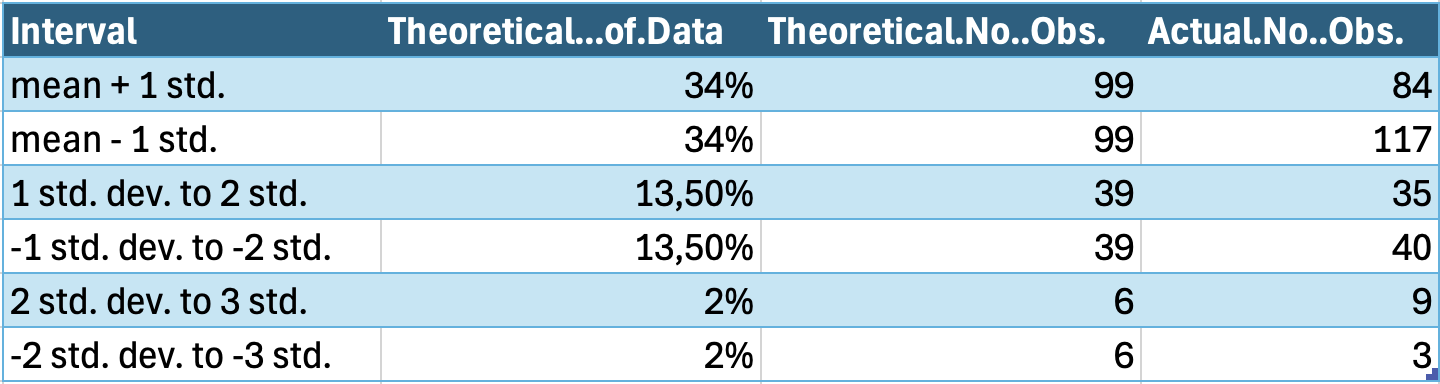 Interval Theoretical...of.Data Theoretical.No..Obs. Actual.No..Obs.
mean + 1 std. 34% 99 84
mean - 1 std. 34% 99 117
1 std. dev. to 2 std. 13,50% 39 35
-1 std. dev. to -2 std. 13,50% 39 40
2 std. dev. to 3 std. 2% 6 9
-2 std. dev. to -3 std. 2% 6 3